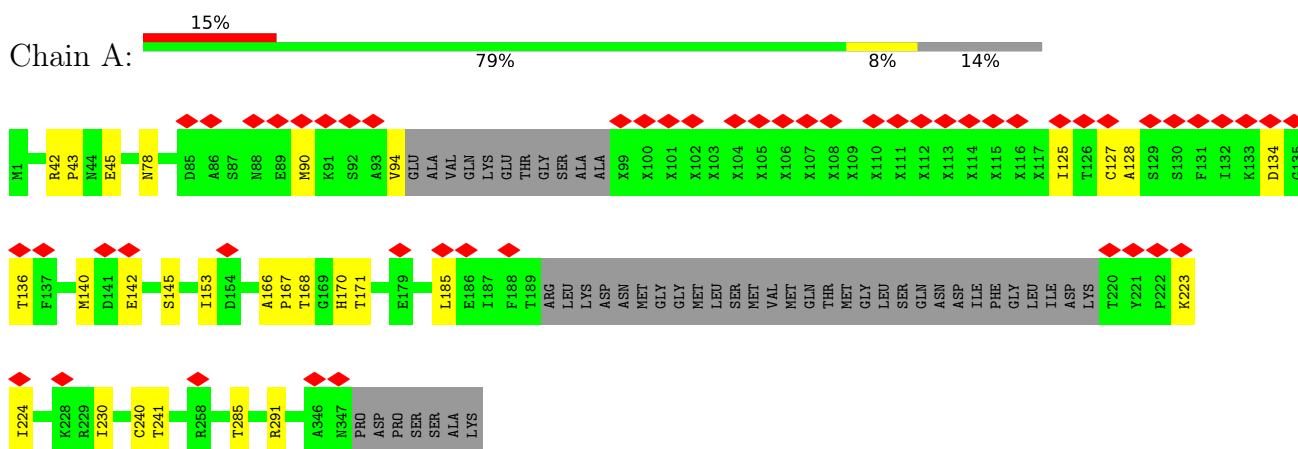 15%
Chain A:
79% 8% 14%
M1 R42 P43 N44 E45 N78 D85 A86 S87 N88 E89 M90 K91 S92 A93 V94 GLU ALA VAL GLN LYS GLU THR GLY SER ALA ALA X99 X100 X101 X102 X103 X104 X105 X106 X107 X108 X109 X110 X111 X112 X113 X114 X115 X116 X117 I125 T126 C127 A128 S129 S130 F131 I132 K133 D134 G135
T136 F137 M140 D141 E142 S145 I153 D154 A166 P167 T168 G169 H170 T171 E179 L185 E186 I187 F188 T189 ARG LEU LYS ASP ASN MET GLY GLY MET LEU SER MET VAL MET GLN THR MET GLY LEU SER GLN ASN ASP ILE PHE GLY LEU ILE ASP LYS T220 Y221 P222 K223
I224 K228 R229 I230 C240 T241 R258 T285 R291 A346 N347 PRO ASP PRO SER SER ALA LYS